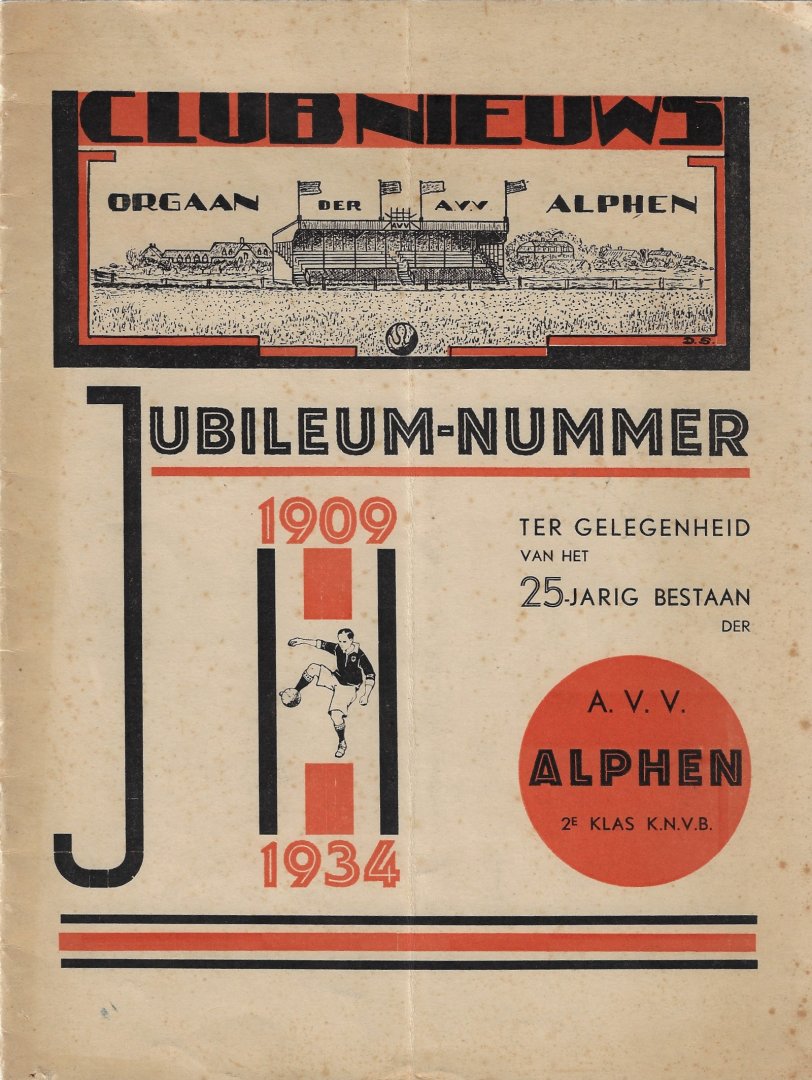 CLUBNIEUWS
ORGAAN DER A.V.V. ALPHEN
AVV
D.S.
JUBILEUM-NUMMER
1909
1934
TER GELEGENHEID
VAN HET
25-JARIG BESTAAN
DER
A. V. V.
ALPHEN
2E KLAS K.N.V.B.